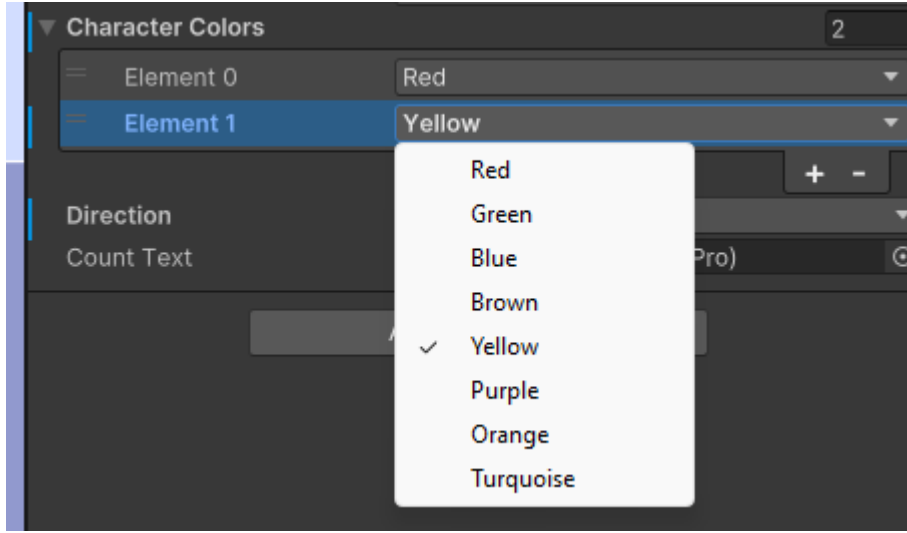 Character Colors 2
Element 0 Red
Element 1 Yellow
Red
+ -
Green
Direction
Blue
Count Text Pro)
Brown
Yellow
Purple
Orange
Turquoise